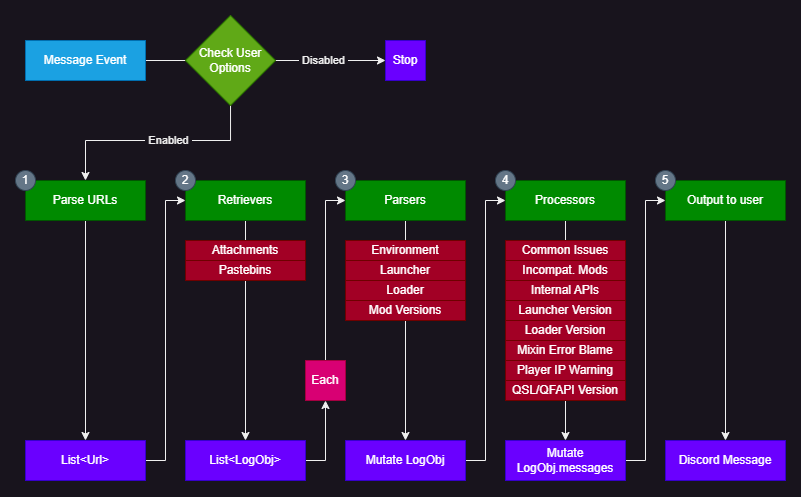 Message Event
Check User
Options
Disabled
Stop
Enabled
1
Parse URLs
2
Retrievers
3
Parsers
4
Processors
5
Output to user
Attachments
Pastebins
Environment
Launcher
Loader
Mod Versions
Common Issues
Incompat. Mods
Internal APIs
Launcher Version
Loader Version
Mixin Error Blame
Player IP Warning
QSL/QFAPI Version
Each
List<Url>
List<LogObj>
Mutate LogObj
Mutate
LogObj.messages
Discord Message